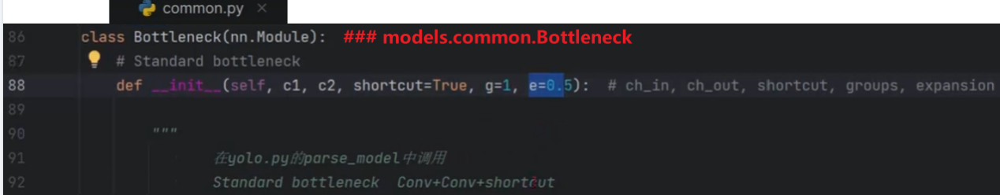 common.py ×
86 class Bottleneck(nn.Module): ### models.common.Bottleneck
87 # Standard bottleneck
88 def __init__(self, c1, c2, shortcut=True, g=1, e=0.5): # ch_in, ch_out, shortcut, groups, expansion
89
90 """
91 在yolo.py的parse_model中调用
92 Standard bottleneck Conv+Conv+shortcut